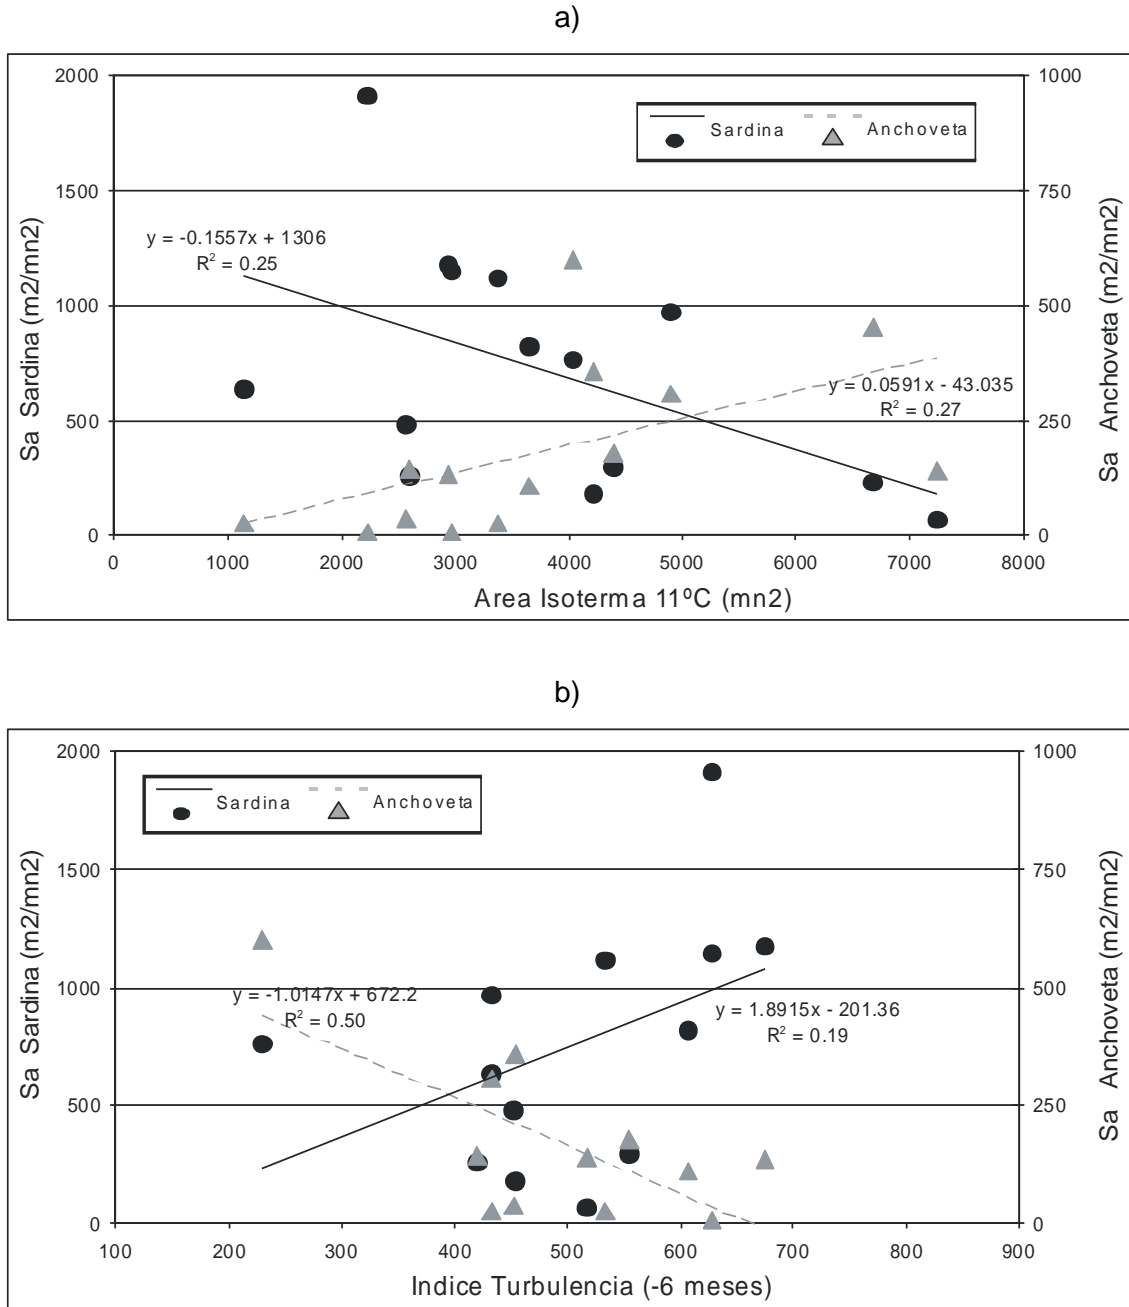 a)
2000
1500
1000
500
0
1000
750
500
250
0
Sardina
Anchoveta
y = -0.1557x + 1306
R2 = 0.25
y = 0.0591x - 43.035
R2 = 0.27
Sa Sardina (m2/mn2)
Sa Anchoveta (m2/mn2)
0 1000 2000 3000 4000 5000 6000 7000 8000
Area Isoterma 11ºC (mn2)
b)
2000
1500
1000
500
0
1000
750
500
250
0
Sardina
Anchoveta
y = -1.0147x + 672.2
R2 = 0.50
y = 1.8915x - 201.36
R2 = 0.19
Sa Sardina (m2/mn2)
Sa Anchoveta (m2/mn2)
100 200 300 400 500 600 700 800 900
Indice Turbulencia (-6 meses)